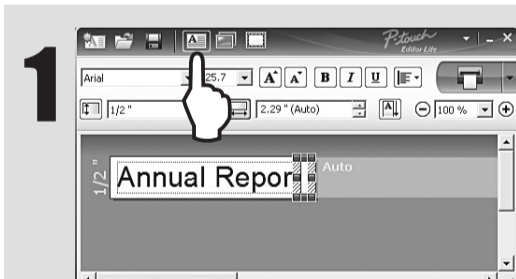 1
P-touch
Editor Lite
Arial
25.7
A A B I U
1/2 "
2.29 " (Auto)
A
100 %
1/2 "
Annual Repor
Auto